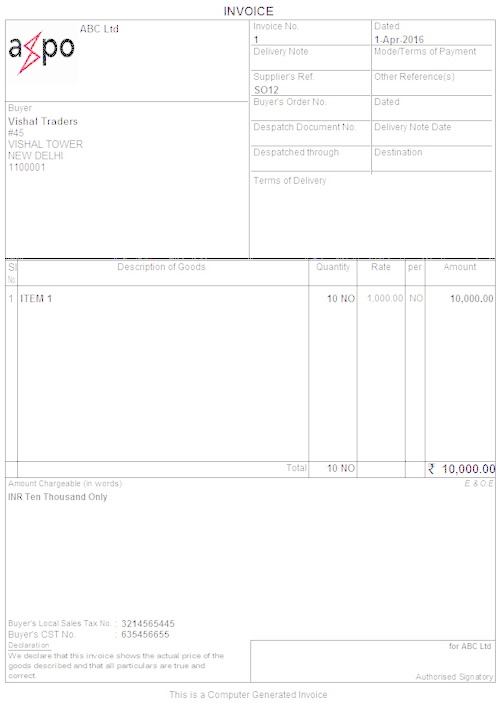 INVOICE
axpo
ABC Ltd
Invoice No.
1
Dated
1-Apr-2016
Delivery Note
Mode/Terms of Payment
Supplier's Ref.
SO12
Other Reference(s)
Buyer
Vishal Traders
#45
VISHAL TOWER
NEW DELHI
1100001
Buyer's Order No.
Dated
Despatch Document No.
Delivery Note Date
Despatched through
Destination
Terms of Delivery
Sl No.
Description of Goods
Quantity
Rate
per
Amount
1 ITEM 1 10 NO 1,000.00 NO 10,000.00
Total 10 NO ₹ 10,000.00
Amount Chargeable (in words) E. & O.E
INR Ten Thousand Only
Buyer's Local Sales Tax No. : 3214565445
Buyer's CST No. : 635456655
Declaration
We declare that this invoice shows the actual price of the
goods described and that all particulars are true and
correct.
for ABC Ltd
Authorised Signatory
This is a Computer Generated Invoice